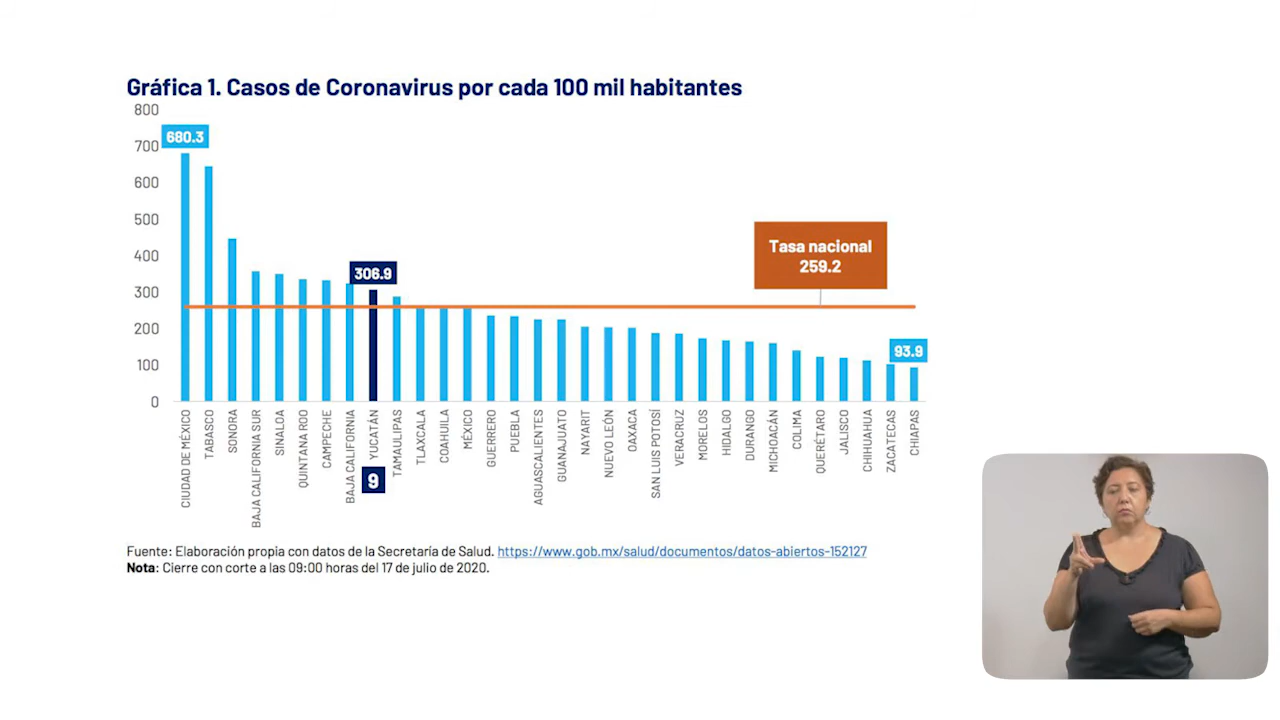 Gráfica 1. Casos de Coronavirus por cada 100 mil habitantes
800
700
600
500
400
300
200
100
0
680.3
306.9
Tasa nacional
259.2
93.9
CIUDAD DE MÉXICO
TABASCO
SONORA
BAJA CALIFORNIA SUR
SINALOA
QUINTANA ROO
CAMPECHE
BAJA CALIFORNIA
YUCATÁN
TAMAULIPAS
TLAXCALA
COAHUILA
MÉXICO
GUERRERO
PUEBLA
AGUASCALIENTES
GUANAJUATO
NAYARIT
NUEVO LEÓN
OAXACA
SAN LUIS POTOSÍ
VERACRUZ
MORELOS
HIDALGO
DURANGO
MICHOACÁN
COLIMA
QUERÉTARO
JALISCO
CHIHUAHUA
ZACATECAS
CHIAPAS
9
Fuente: Elaboración propia con datos de la Secretaría de Salud. https://www.gob.mx/salud/documentos/datos-abiertos-152127
Nota: Cierre con corte a las 09:00 horas del 17 de julio de 2020.